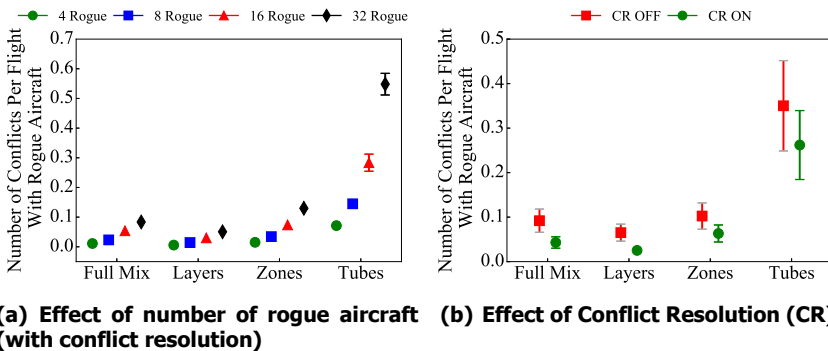 4 Rogue 8 Rogue 16 Rogue 32 Rogue
Number of Conflicts Per Flight
With Rogue Aircraft
0.7
0.6
0.5
0.4
0.3
0.2
0.1
0.0
Full Mix Layers Zones Tubes
(a) Effect of number of rogue aircraft
(with conflict resolution)
CR OFF CR ON
Number of Conflicts Per Flight
With Rogue Aircraft
0.5
0.4
0.3
0.2
0.1
0.0
Full Mix Layers Zones Tubes
(b) Effect of Conflict Resolution (CR)